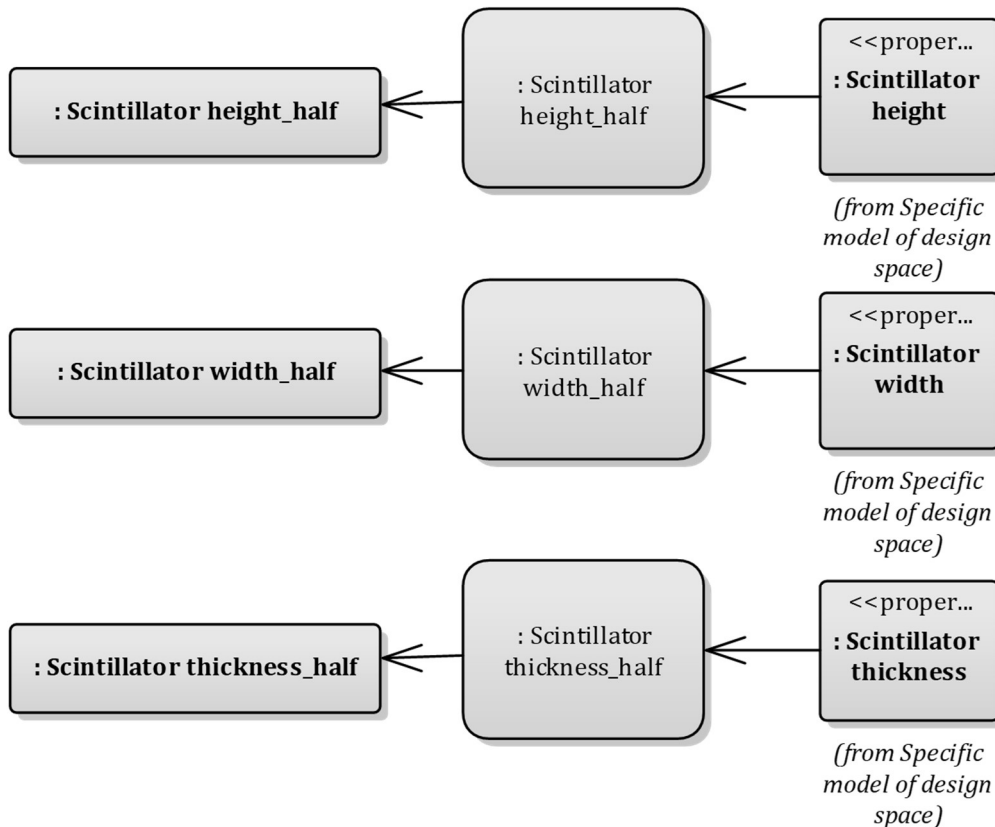 : Scintillator height_half
: Scintillator
height_half
<<proper...
: Scintillator
height
(from Specific
model of design
space)
: Scintillator width_half
: Scintillator
width_half
<<proper...
: Scintillator
width
(from Specific
model of design
space)
: Scintillator thickness_half
: Scintillator
thickness_half
<<proper...
: Scintillator
thickness
(from Specific
model of design
space)